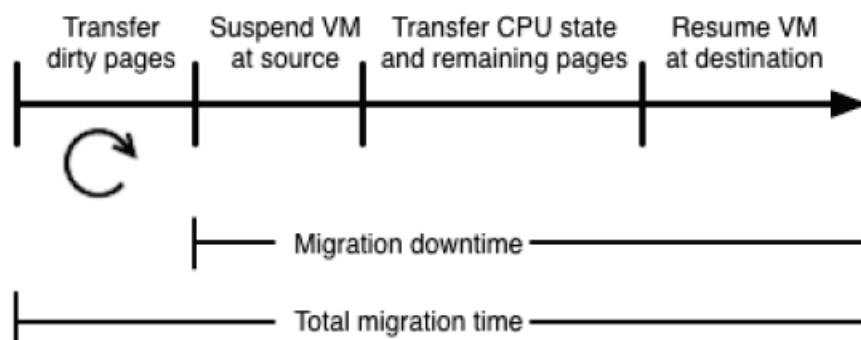 Transfer
dirty pages
Suspend VM
at source
Transfer CPU state
and remaining pages
Resume VM
at destination
Migration downtime
Total migration time